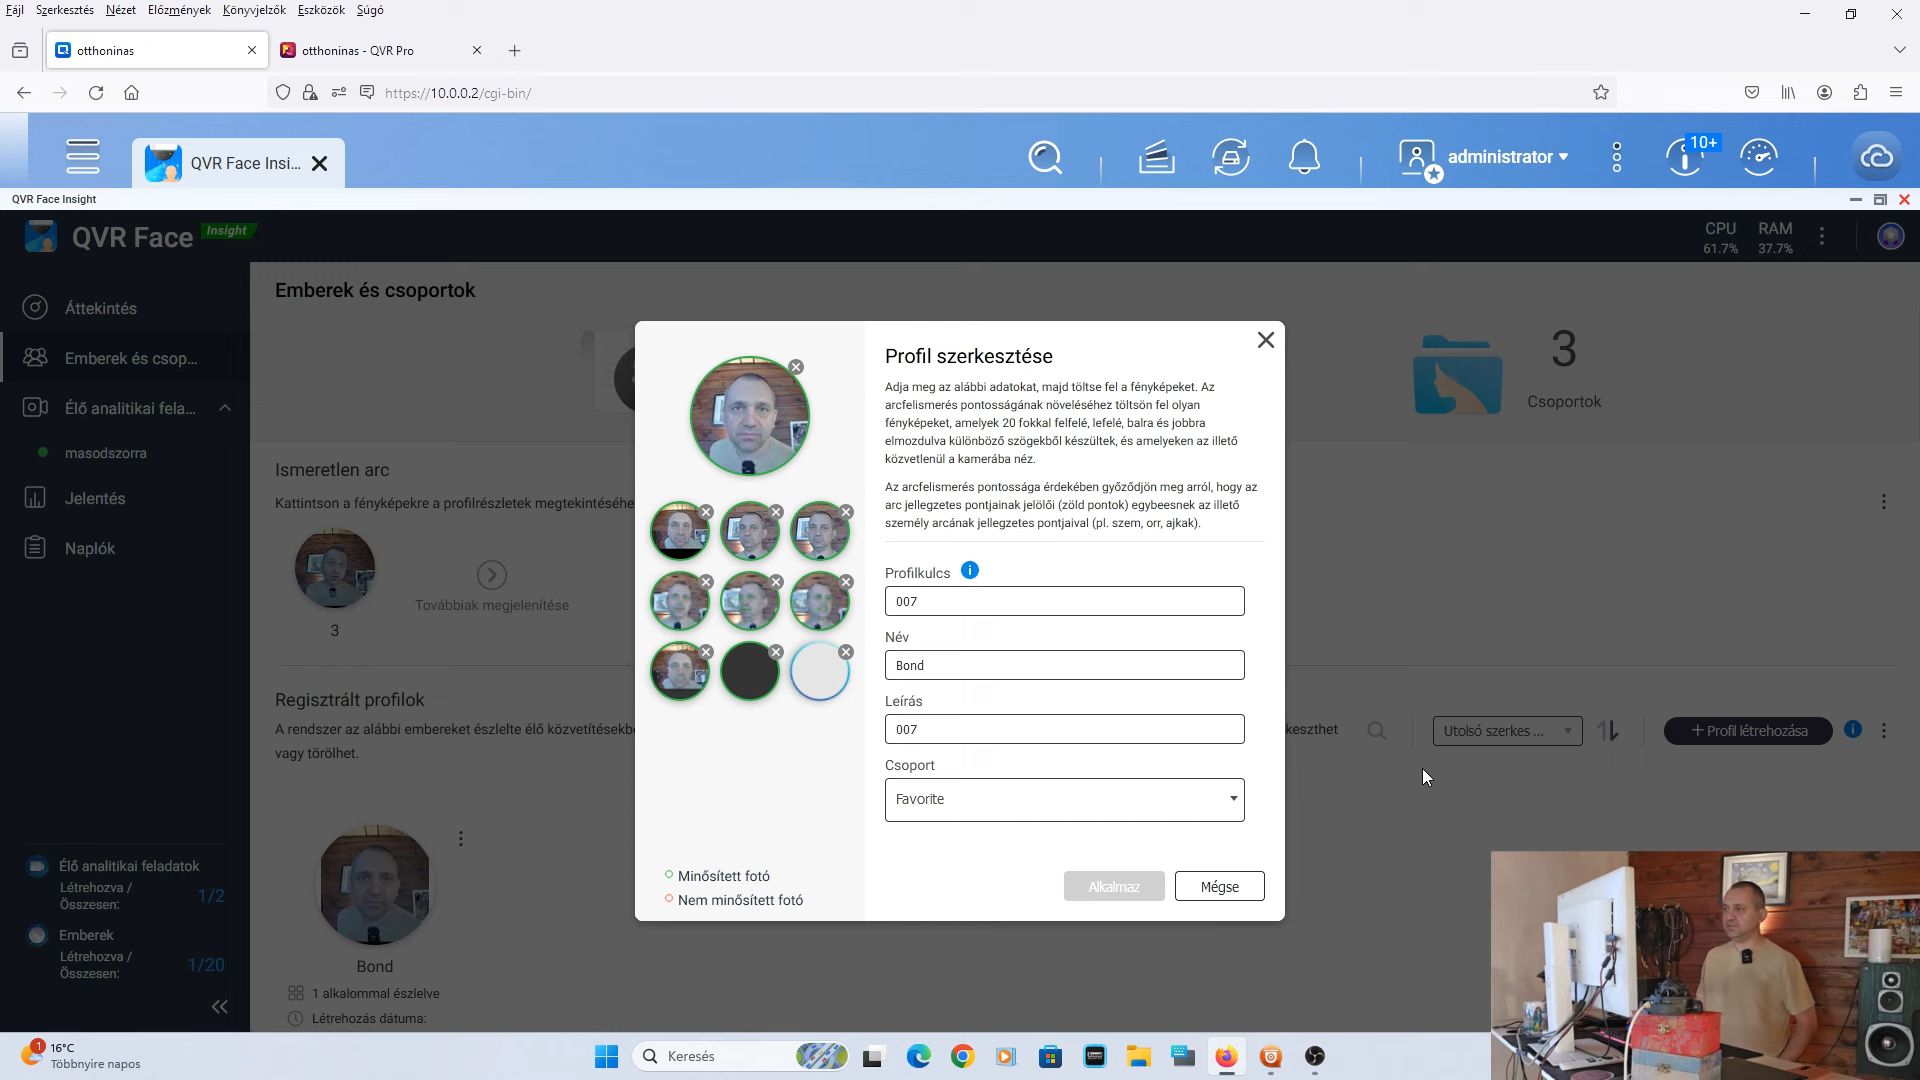 Fájl Szerkesztés Nézet Előzmények Könyvjelzők Eszközök Súgó
otthoninas
otthoninas - QVR Pro
https://10.0.0.2/cgi-bin/
QVR Face Insi...
administrator
10+
QVR Face Insight
QVR Face Insight
CPU
61.7%
RAM
37.7%
Áttekintés
Emberek és csop...
Élő analitikai fela...
masodszorra
Jelentés
Naplók
Élő analitikai feladatok
Létrehozva /
Összesen:
1/2
Emberek
Létrehozva /
Összesen:
1/20
Emberek és csoportok
3
Csoportok
Ismeretlen arc
Kattintson a fényképekre a profilrészletek megtekintéséhe
3
Továbbiak megjelenítése
Regisztrált profilok
A rendszer az alábbi embereket észlelte élő közvetítésekb
vagy törölhet.
keszthet
Utolsó szerkes ...
+ Profil létrehozása
Bond
1 alkalommal észlelve
Létrehozás dátuma:
Profil szerkesztése
Adja meg az alábbi adatokat, majd töltse fel a fényképeket. Az
arcfelismerés pontosságának növeléséhez töltsön fel olyan
fényképeket, amelyek 20 fokkal felfelé, lefelé, balra és jobbra
elmozdulva különböző szögekből készültek, és amelyeken az illető
közvetlenül a kamerába néz.
Az arcfelismerés pontossága érdekében győződjön meg arról, hogy az
arc jellegzetes pontjainak jelölői (zöld pontok) egybeesnek az illető
személy arcának jellegzetes pontjaival (pl. szem, orr, ajkak).
Profilkulcs
007
Név
Bond
Leírás
007
Csoport
Favorite
Minősített fotó
Nem minősített fotó
Alkalmaz
Mégse
1
16°C
Többnyire napos
Keresés